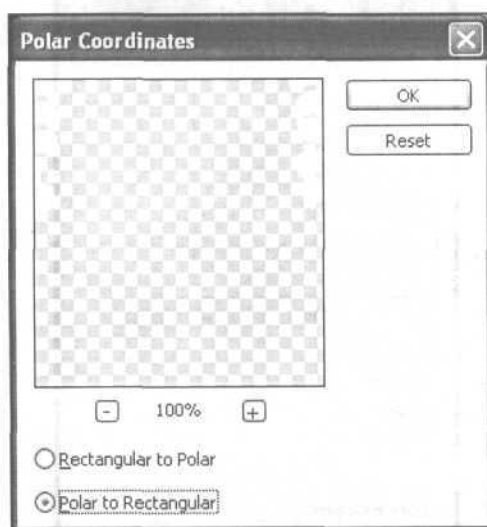 Polar Coordinates
OK
Reset
- 100% +
Rectangular to Polar
Polar to Rectangular